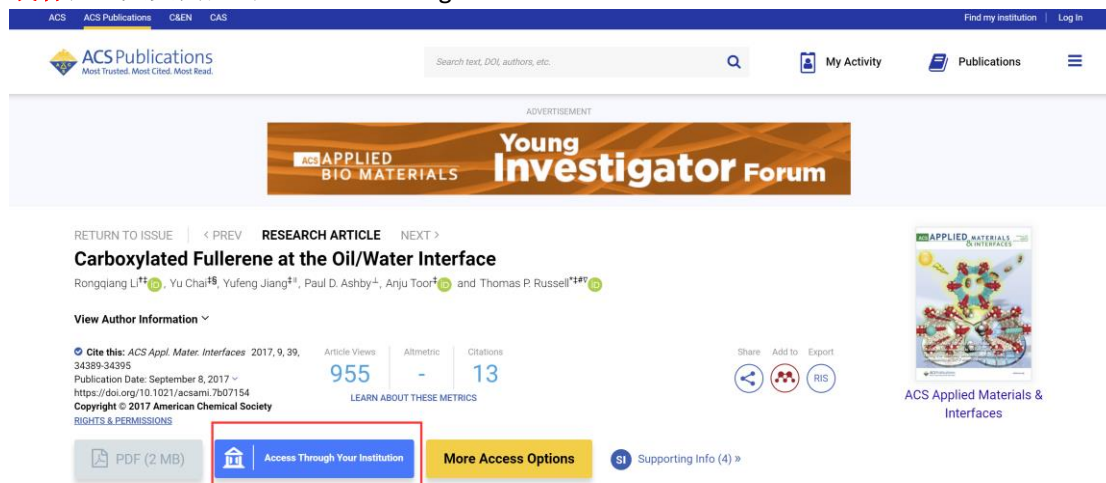 ACS ACS Publications C&EN CAS Find my institution Log In
ACS Publications
Most Trusted. Most Cited. Most Read.
Search text, DOI, authors, etc.
My Activity
Publications
ADVERTISEMENT
ACS APPLIED
BIO MATERIALS
Young
Investigator Forum
RETURN TO ISSUE < PREV RESEARCH ARTICLE NEXT >
Carboxylated Fullerene at the Oil/Water Interface
Rongqiang Li†‡, Yu Chai‡§, Yufeng Jiang‡∥, Paul D. Ashby⊥, Anju Toor‡ and Thomas P. Russell*‡#∇
View Author Information
Cite this: ACS Appl. Mater. Interfaces 2017, 9, 39,
34389-34395
Publication Date: September 8, 2017
https://doi.org/10.1021/acsami.7b07154
Copyright © 2017 American Chemical Society
RIGHTS & PERMISSIONS
Article Views
955
Altmetric
-
Citations
13
LEARN ABOUT THESE METRICS
Share Add to Export
RIS
ACS APPLIED MATERIALS
& INTERFACES
ACS Applied Materials &
Interfaces
PDF (2 MB)
Access Through Your Institution
More Access Options
SI Supporting Info (4) »